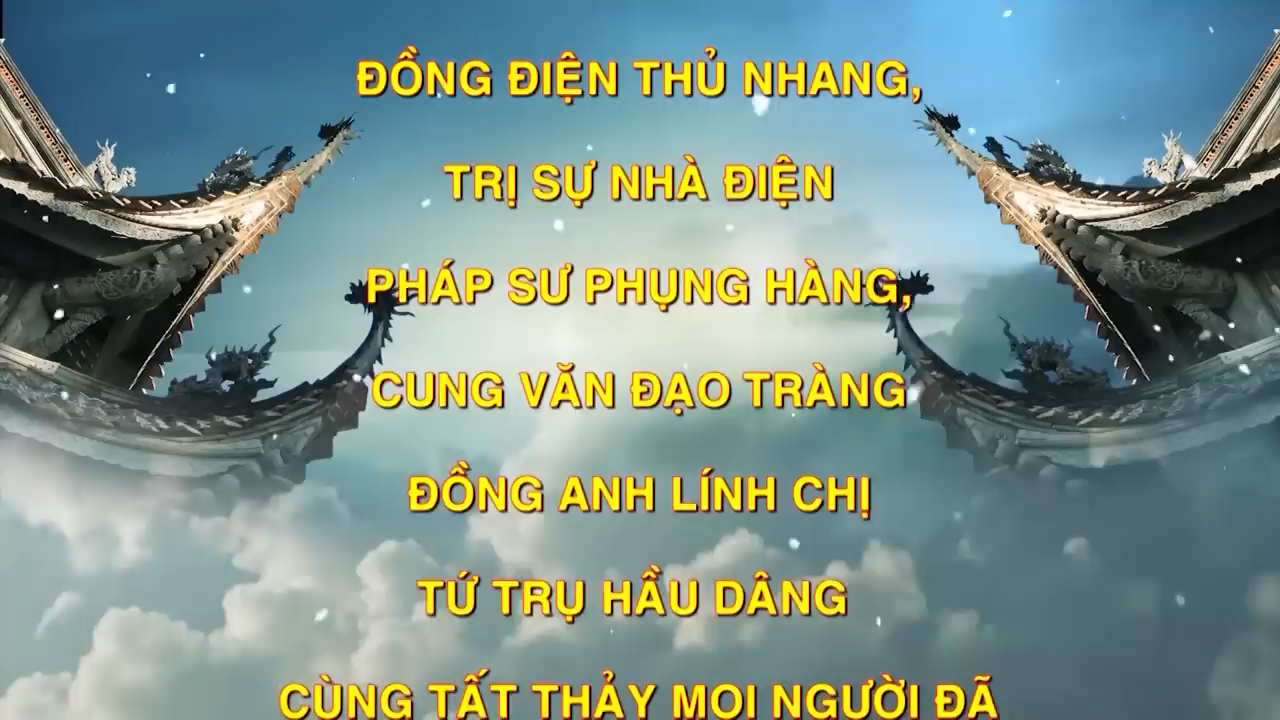 ĐỒNG ĐIỆN THỦ NHANG,
TRỊ SỰ NHÀ ĐIỆN
PHÁP SƯ PHỤNG HÀNG,
CUNG VĂN ĐẠO TRÀNG
ĐỒNG ANH LÍNH CHỊ
TỨ TRỤ HẦU DÂNG
CÙNG TẤT THẢY MỌI NGƯỜI ĐÃ